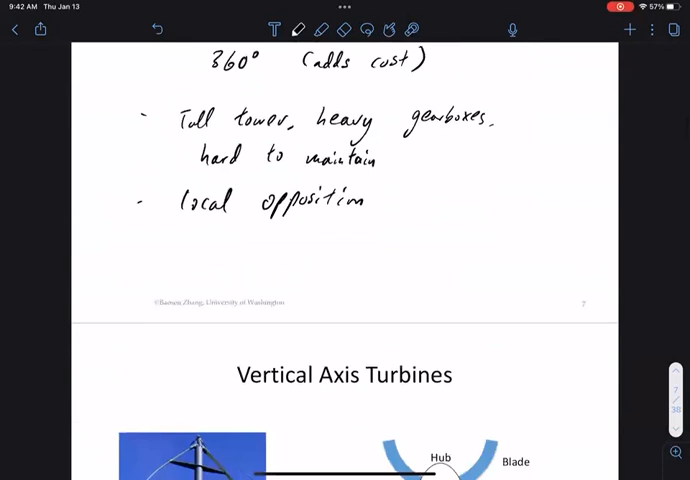 9:42 AM Thu Jan 13
57%
360° (adds cost)
- Tall tower, heavy gearboxes,
hard to maintain
- local opposition
©Baosen Zhang, University of Washington
7
Vertical Axis Turbines
Hub
Blade
7
/
38